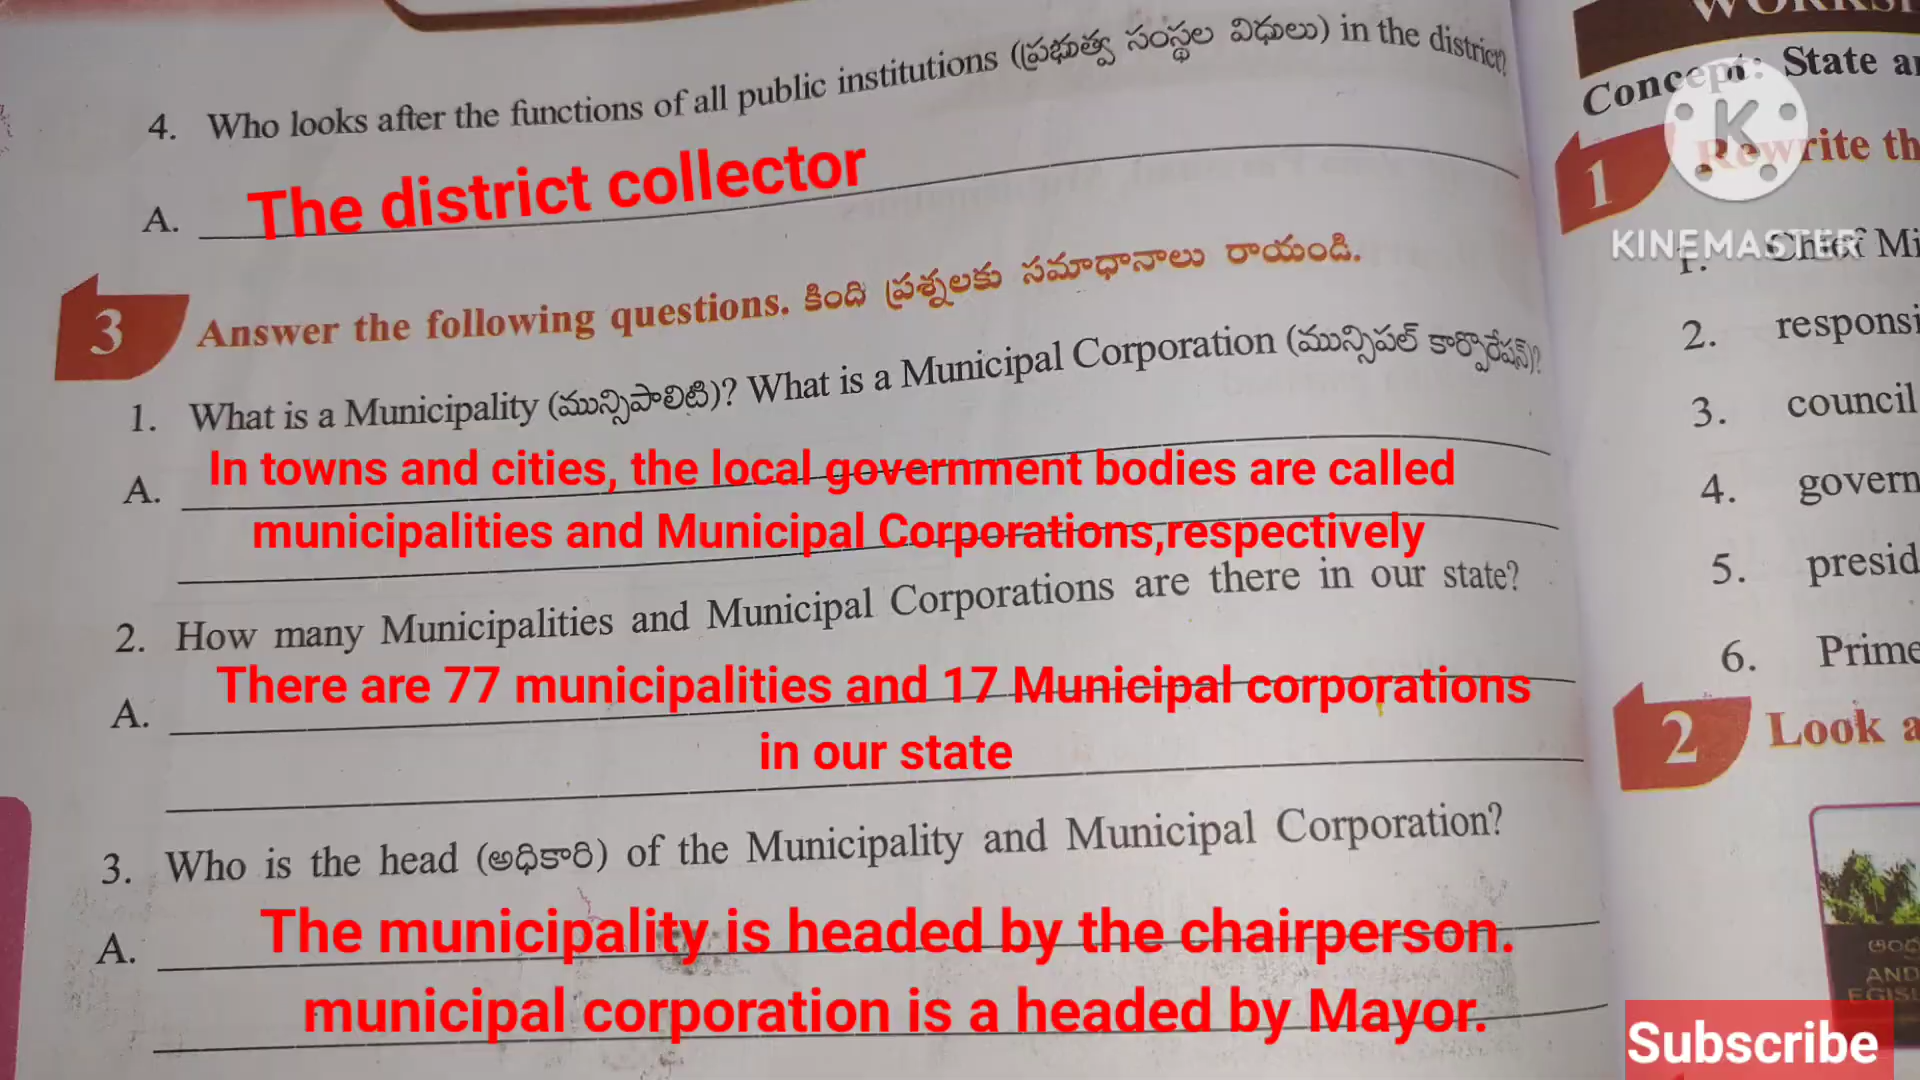 4. Who looks after the functions of all public institutions (ప్రభుత్వ సంస్థల విధులు) in the district?
A. The district collector
3 Answer the following questions. కింది ప్రశ్నలకు సమాధానాలు రాయండి.
1. What is a Municipality (మున్సిపాలిటి)? What is a Municipal Corporation (మున్సిపల్ కార్పొరేషన్)?
A. In towns and cities, the local government bodies are called
municipalities and Municipal Corporations,respectively
2. How many Municipalities and Municipal Corporations are there in our state?
A. There are 77 municipalities and 17 Municipal corporations
in our state
3. Who is the head (అధికారి) of the Municipality and Municipal Corporation?
A. The municipality is headed by the chairperson.
municipal corporation is a headed by Mayor.
Concept: State
K
KINEMASTER
1 Rewrite
1. Chief
2.
3. council
4.
5.
6.
2 Look
Subscribe